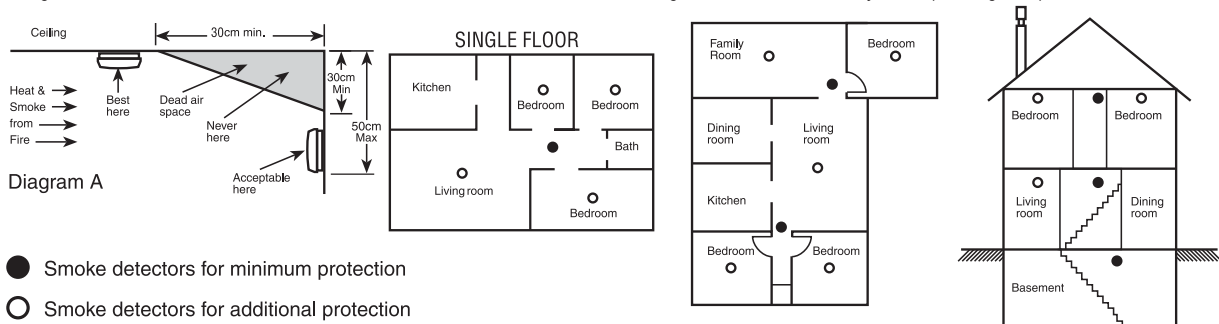 Ceiling
30cm min.
Heat &
Smoke
from
Fire
Best
here
Dead air
space
Never
here
30cm
Min
50cm
Max
Acceptable
here
Diagram A
SINGLE FLOOR
Kitchen
Bedroom
Bedroom
Bath
Living room
Bedroom
Family
Room
Bedroom
Dining
room
Living
room
Kitchen
Bedroom
Bedroom
Bedroom
Bedroom
Living
room
Dining
room
Basement
Smoke detectors for minimum protection
Smoke detectors for additional protection